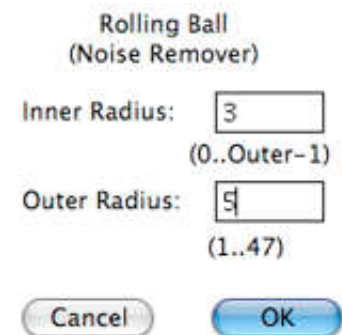 Rolling Ball
(Noise Remover)
Inner Radius: 3
(0..Outer-1)
Outer Radius: 5
(1..47)
Cancel OK